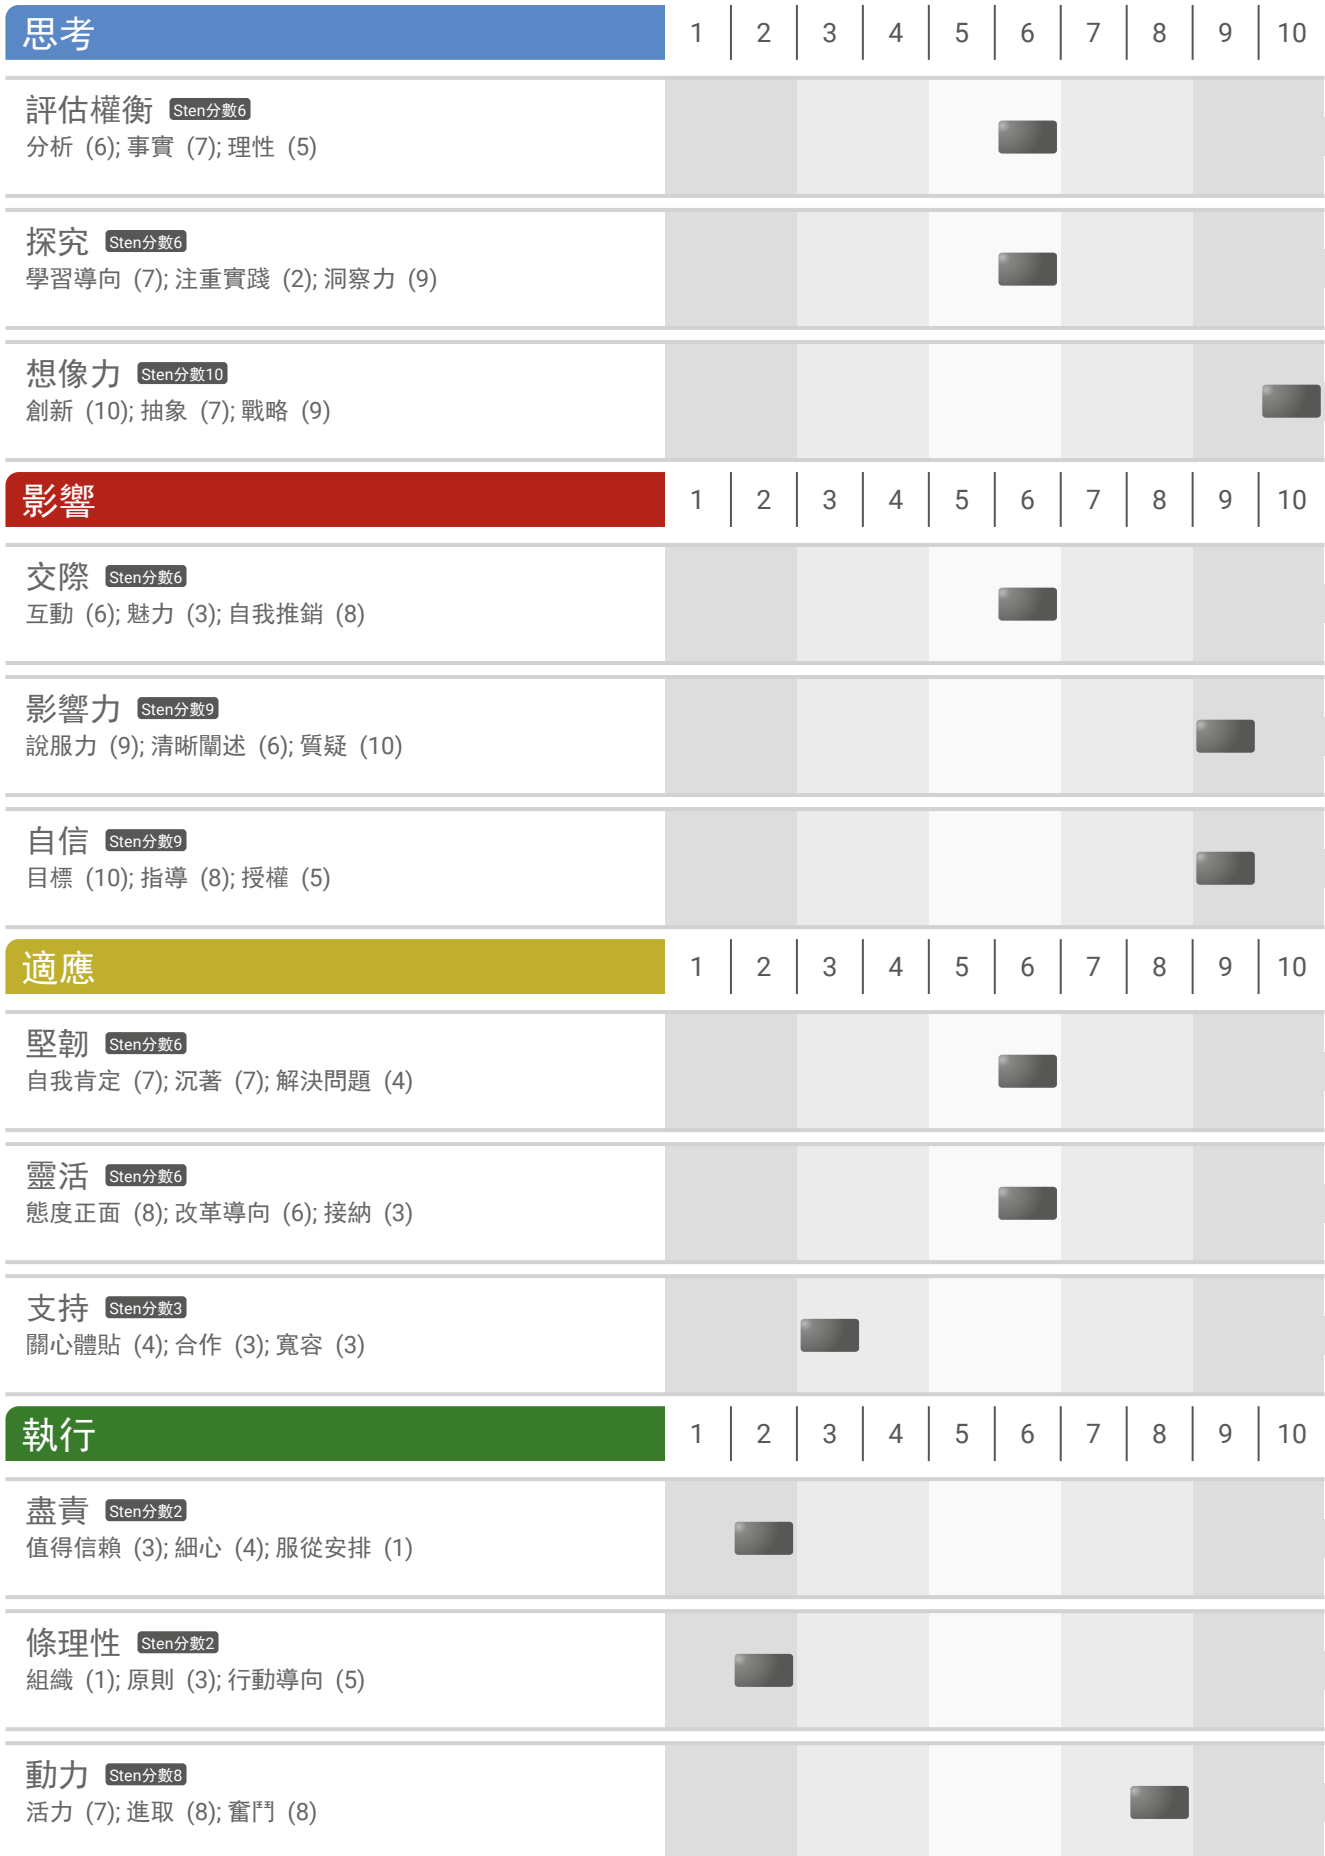 思考 1 2 3 4 5 6 7 8 9 10
評估權衡 Sten分數6
分析 (6); 事實 (7); 理性 (5)
探究 Sten分數6
學習導向 (7); 注重實踐 (2); 洞察力 (9)
想像力 Sten分數10
創新 (10); 抽象 (7); 戰略 (9)
影響 1 2 3 4 5 6 7 8 9 10
交際 Sten分數6
互動 (6); 魅力 (3); 自我推銷 (8)
影響力 Sten分數9
說服力 (9); 清晰闡述 (6); 質疑 (10)
自信 Sten分數9
目標 (10); 指導 (8); 授權 (5)
適應 1 2 3 4 5 6 7 8 9 10
堅韌 Sten分數6
自我肯定 (7); 沉著 (7); 解決問題 (4)
靈活 Sten分數6
態度正面 (8); 改革導向 (6); 接納 (3)
支持 Sten分數3
關心體貼 (4); 合作 (3); 寬容 (3)
執行 1 2 3 4 5 6 7 8 9 10
盡責 Sten分數2
值得信賴 (3); 細心 (4); 服從安排 (1)
條理性 Sten分數2
組織 (1); 原則 (3); 行動導向 (5)
動力 Sten分數8
活力 (7); 進取 (8); 奮鬥 (8)